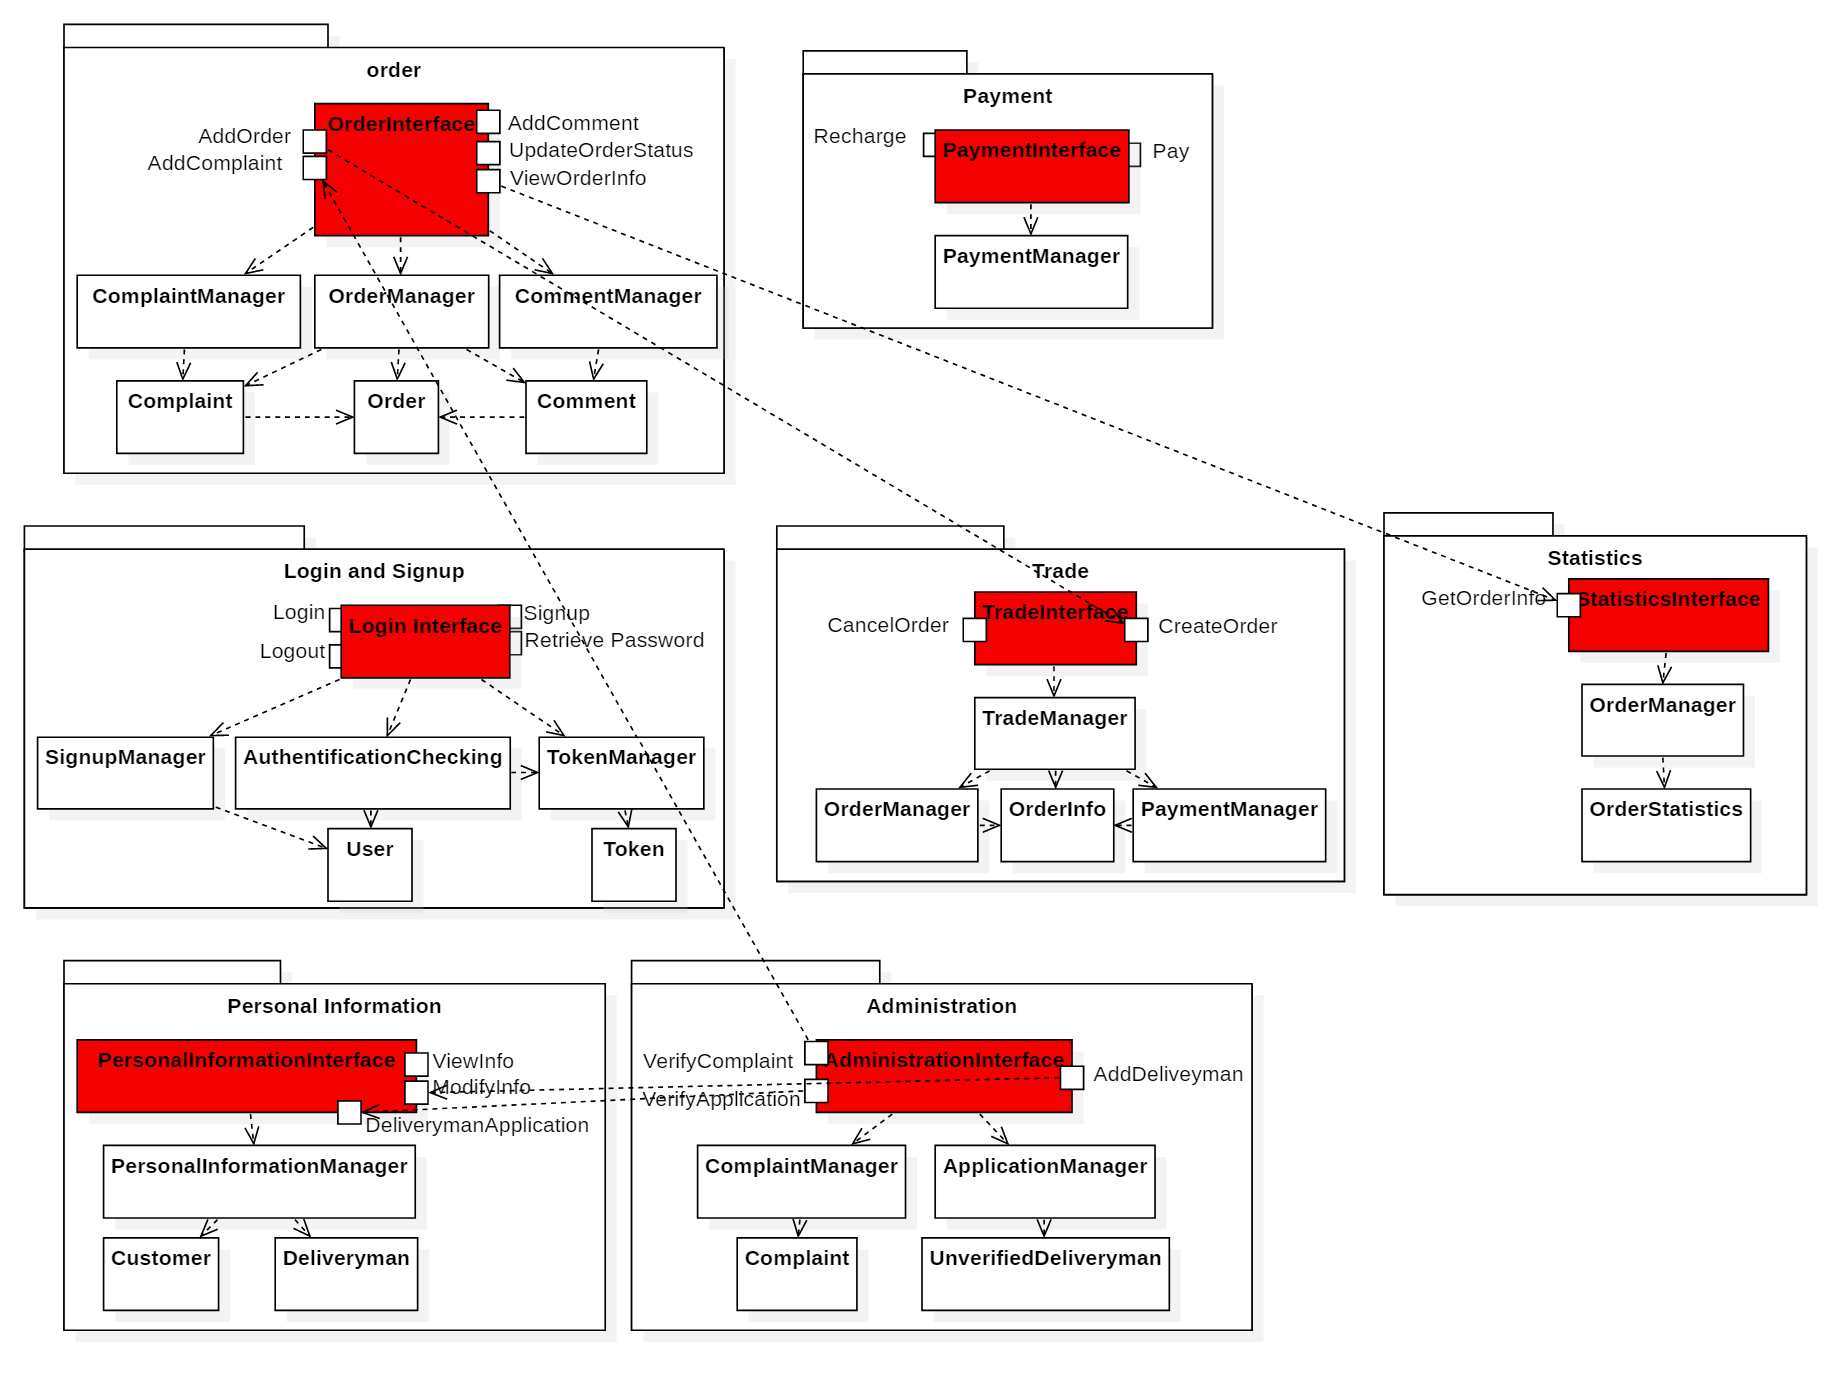 order
OrderInterface
AddOrder
AddComplaint
AddComment
UpdateOrderStatus
ViewOrderInfo
ComplaintManager
OrderManager
CommentManager
Complaint
Order
Comment
Payment
Recharge
PaymentInterface
Pay
PaymentManager
Login and Signup
Login
Login Interface
Signup
Logout
Retrieve Password
SignupManager
AuthentificationChecking
TokenManager
User
Token
Trade
TradeInterface
CancelOrder
CreateOrder
TradeManager
OrderManager
OrderInfo
PaymentManager
Statistics
GetOrderInfo
StatisticsInterface
OrderManager
OrderStatistics
Personal Information
PersonalInformationInterface
ViewInfo
ModifyInfo
DeliverymanApplication
PersonalInformationManager
Customer
Deliveryman
Administration
VerifyComplaint
AdministrationInterface
AddDeliveyman
VerifyApplication
ComplaintManager
ApplicationManager
Complaint
UnverifiedDeliveryman